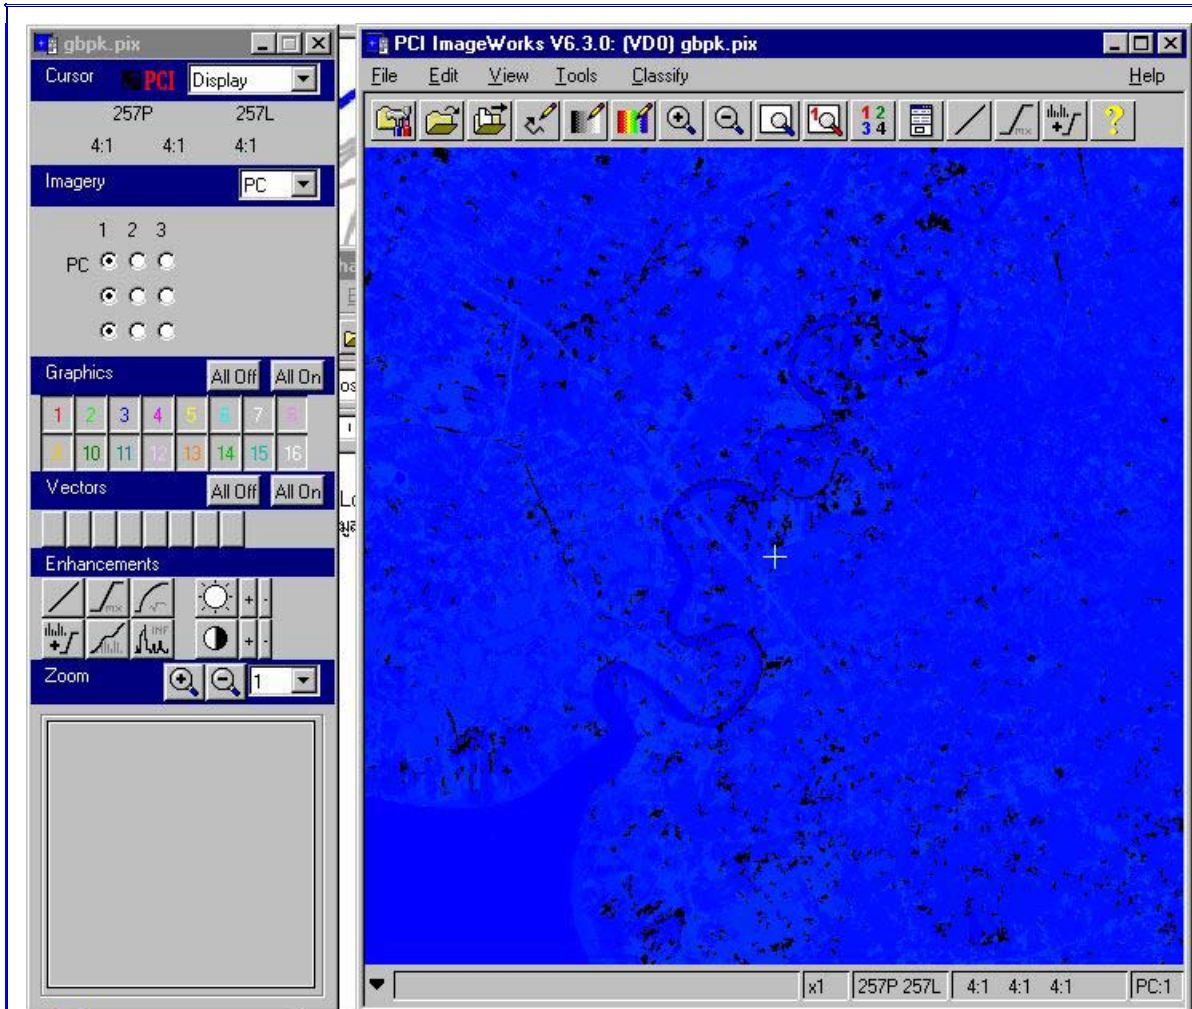 gbpk.pix
Cursor PCI Display
257P 257L
4:1 4:1 4:1
Imagery PC
1 2 3
PC
Graphics All Off All On
1 2 3 4 5 6 7 8
9 10 11 12 13 14 15 16
Vectors All Off All On
Enhancements
mx
INF
Zoom 1
PCI ImageWorks V6.3.0: (VD0) gbpk.pix
File Edit View Tools Classify Help
1 1 2 3 4 mx ?
x1 257P 257L 4:1 4:1 4:1 PC:1